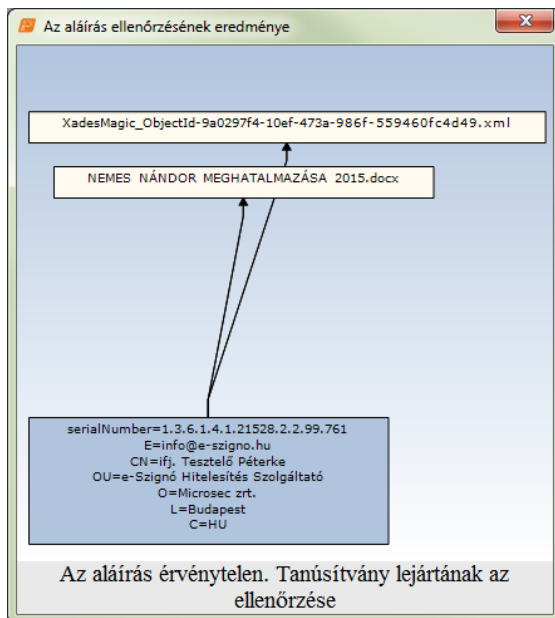 Az aláírás ellenőrzésének eredménye
XadesMagic_ObjectId-9a0297f4-10ef-473a-986f-559460fc4d49.xml
NEMES NÁNDOR MEGHATALMAZÁSA 2015.docx
serialNumber=1.3.6.1.4.1.21528.2.2.99.761
E=info@e-szigno.hu
CN=ifj. Tesztelő Péterke
OU=e-Szignó Hitelesítés Szolgáltató
O=Microsec zrt.
L=Budapest
C=HU
Az aláírás érvénytelen. Tanúsítvány lejártának az
ellenőrzése